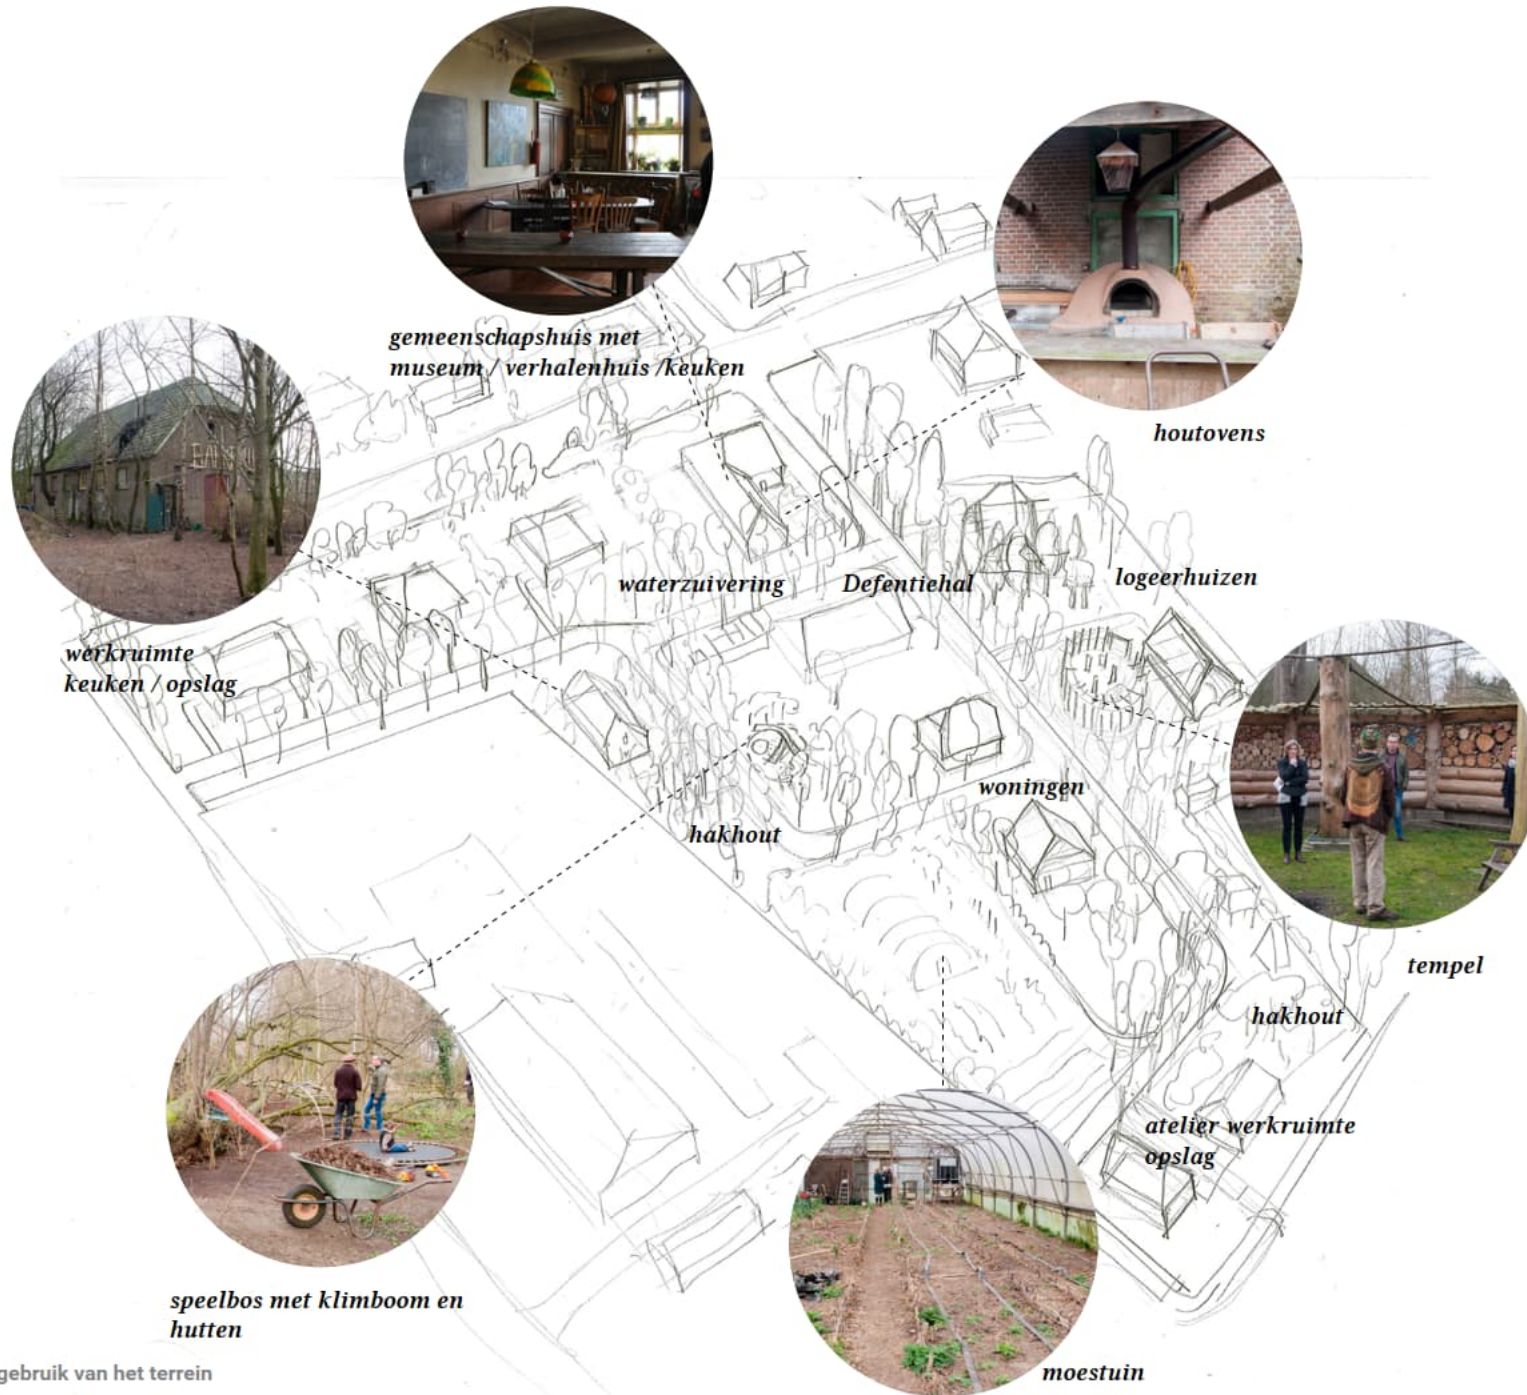 gemeenschapshuis met
museum / verhalenhuis /keuken
houtovens
waterzuivering
Defentiehal
logeerhuizen
werkruimte
keuken / opslag
woningen
hakhout
tempel
hakhout
atelier werkruimte
opslag
speelbos met klimboom en
hutten
moestuin
gebruik van het terrein